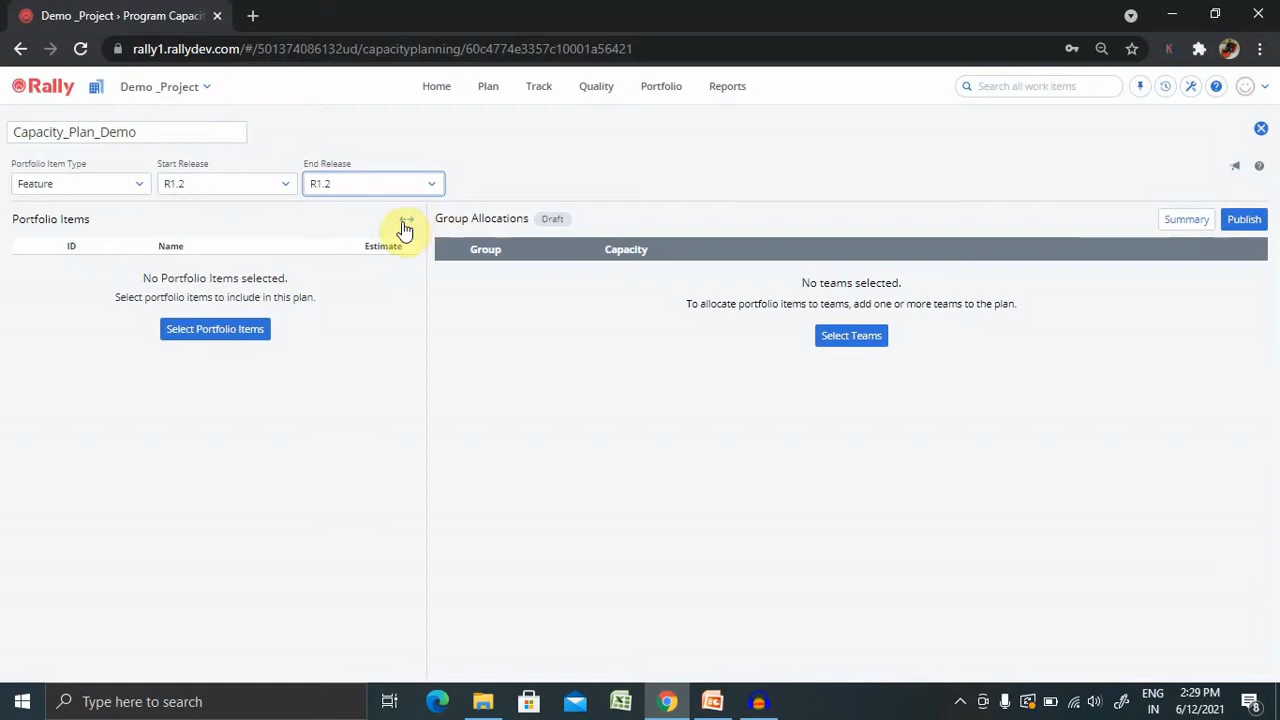 Demo _Project › Program Capacit
rally1.rallydev.com/#/501374086132ud/capacityplanning/60c4774e3357c10001a56421
Rally
Demo _Project
Home
Plan
Track
Quality
Portfolio
Reports
Search all work items
Capacity_Plan_Demo
Portfolio Item Type
Start Release
End Release
Feature
R1.2
R1.2
Portfolio Items
Group Allocations
Draft
Summary
Publish
ID
Name
Estimate
Group
Capacity
No Portfolio Items selected.
Select portfolio items to include in this plan.
Select Portfolio Items
No teams selected.
To allocate portfolio items to teams, add one or more teams to the plan.
Select Teams
Type here to search
ENG
IN
2:29 PM
6/12/2021
8